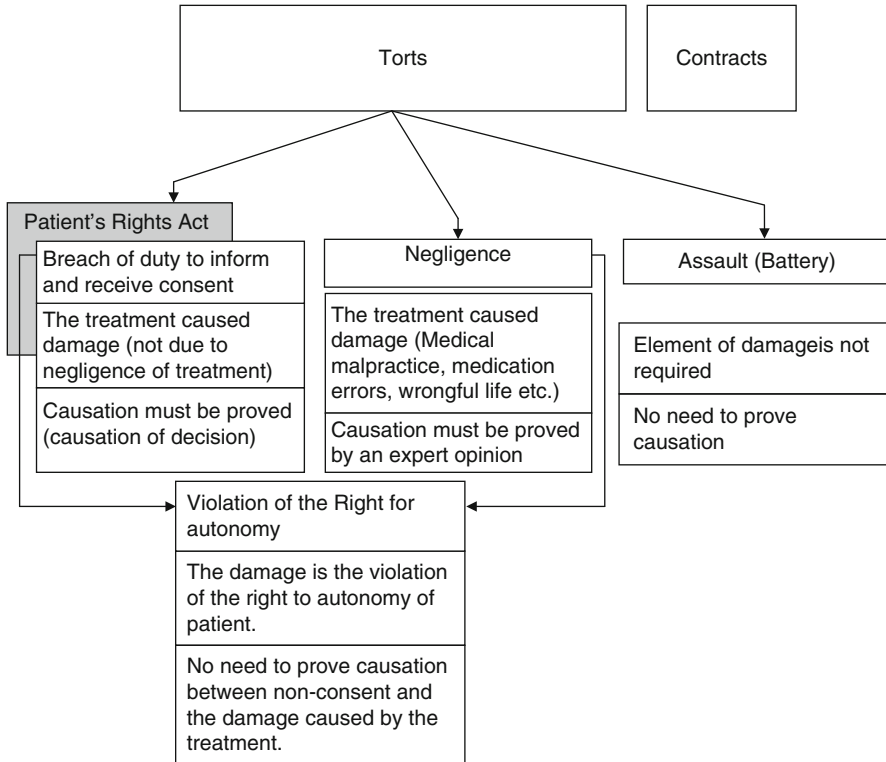 Torts
Contracts
Patient's Rights Act
Breach of duty to inform
and receive consent
The treatment caused
damage (not due to
negligence of treatment)
Causation must be proved
(causation of decision)
Negligence
The treatment caused
damage (Medical
malpractice, medication
errors, wrongful life etc.)
Causation must be proved
by an expert opinion
Assault (Battery)
Element of damageis not
required
No need to prove
causation
Violation of the Right for
autonomy
The damage is the violation
of the right to autonomy of
patient.
No need to prove causation
between non-consent and
the damage caused by the
treatment.